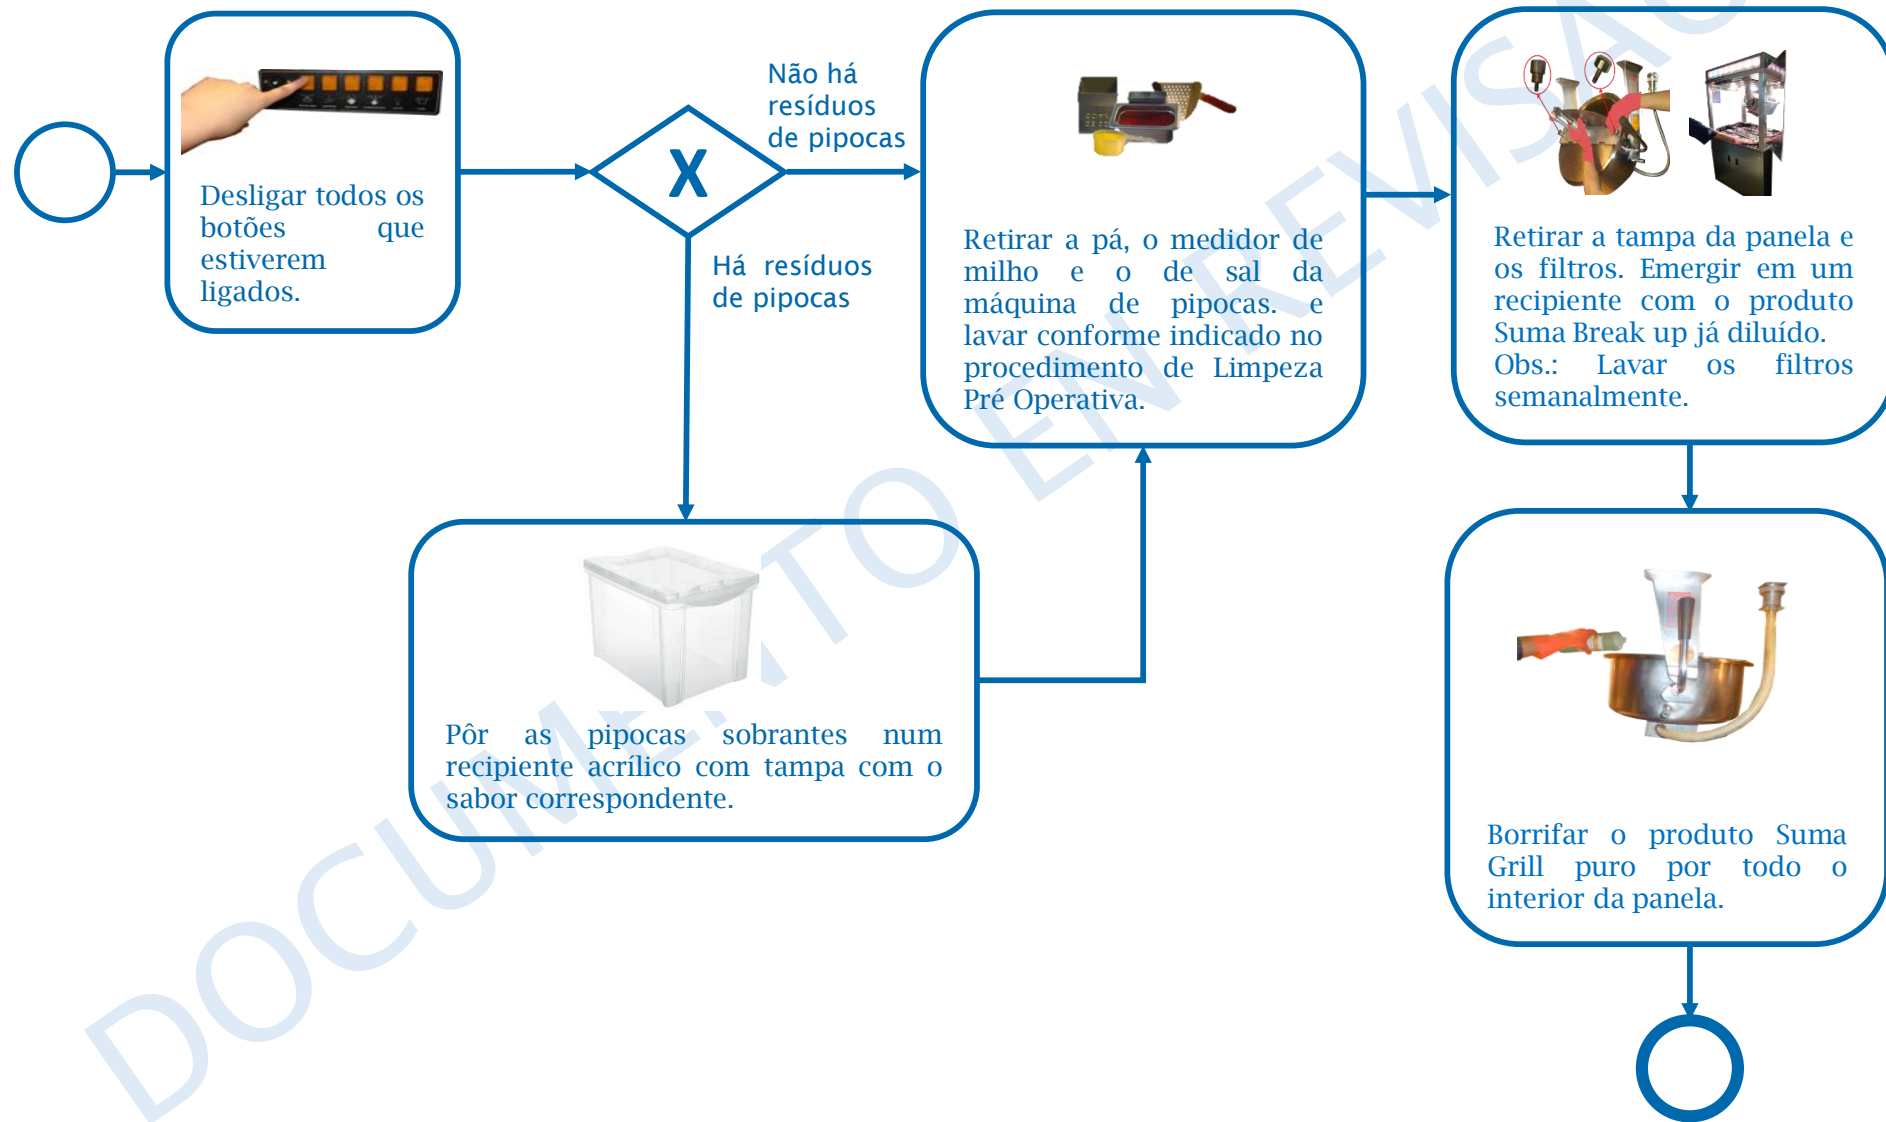 Desligar todos os
botões que
estiverem
ligados.
X
Não há
resíduos
de pipocas
Há resíduos
de pipocas
Retirar a pá, o medidor de
milho e o de sal da
máquina de pipocas. e
lavar conforme indicado no
procedimento de Limpeza
Pré Operativa.
Retirar a tampa da panela e
os filtros. Emergir em um
recipiente com o produto
Suma Break up já diluído.
Obs.: Lavar os filtros
semanalmente.
Pôr as pipocas sobrantes num
recipiente acrílico com tampa com o
sabor correspondente.
Borrifar o produto Suma
Grill puro por todo o
interior da panela.
DOCUMENTO EN REVISÃO